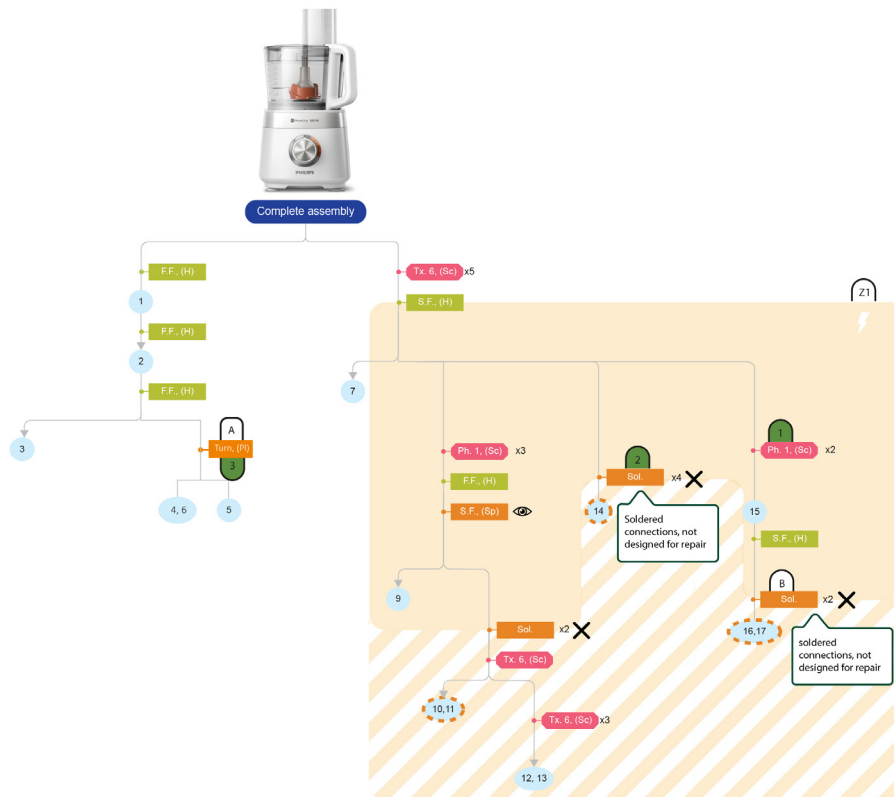 PHILIPS
Complete assembly
F.F., (H)
Tx. 6, (Sc) x5
Z1
1
S.F., (H)
F.F., (H)
2
7
F.F., (H)
A
1
3
Turn, (Pl)
Ph. 1, (Sc) x3
2
Ph. 1, (Sc) x2
3
F.F., (H)
Sol. x4
4, 6
5
S.F., (Sp)
14
Soldered
connections, not
designed for repair
15
S.F., (H)
B
9
Sol. x2
Sol. x2
16,17
soldered
connections, not
designed for repair
Tx. 6, (Sc)
10,11
Tx. 6, (Sc) x3
12, 13